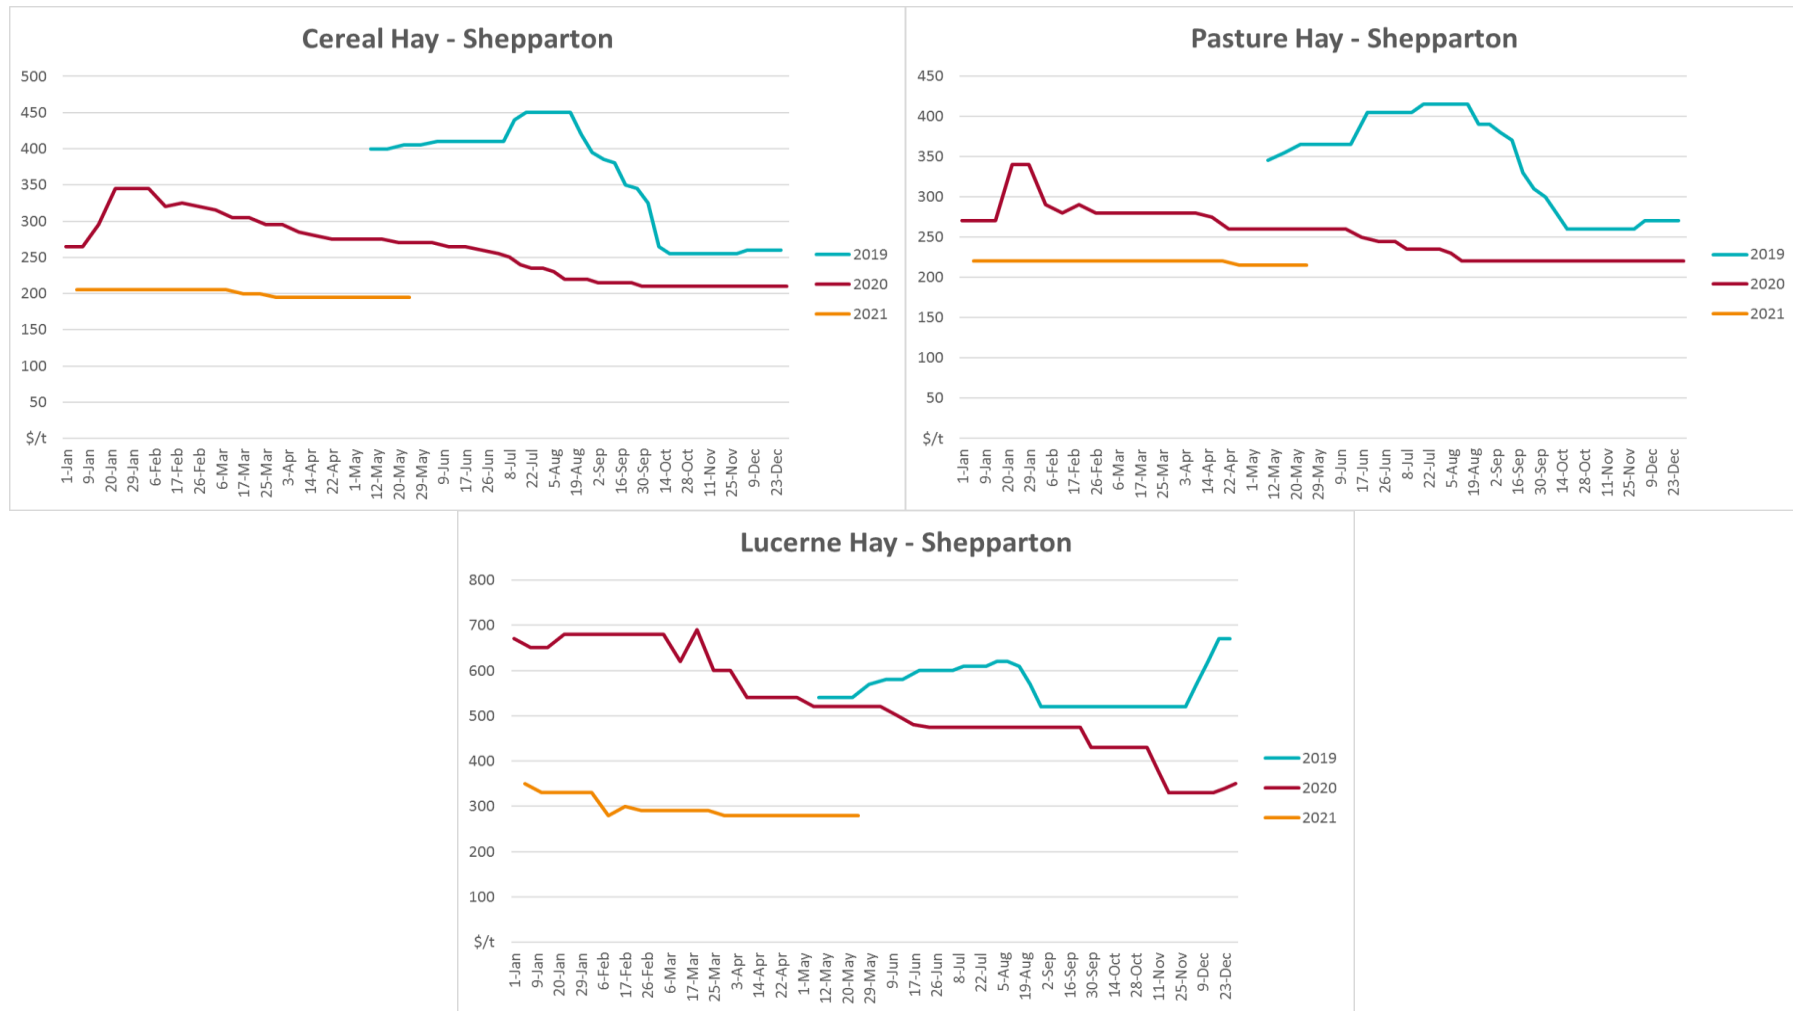 Cereal Hay - Shepparton
500
450
400
350
300
250
200
150
100
50
$/t
1-Jan
9-Jan
20-Jan
29-Jan
6-Feb
17-Feb
26-Feb
6-Mar
17-Mar
25-Mar
3-Apr
14-Apr
22-Apr
1-May
12-May
20-May
29-May
9-Jun
17-Jun
26-Jun
8-Jul
22-Jul
5-Aug
19-Aug
2-Sep
16-Sep
30-Sep
14-Oct
28-Oct
11-Nov
25-Nov
9-Dec
23-Dec
2019
2020
2021
Pasture Hay - Shepparton
450
400
350
300
250
200
150
100
50
$/t
1-Jan
9-Jan
20-Jan
29-Jan
6-Feb
17-Feb
26-Feb
6-Mar
17-Mar
25-Mar
3-Apr
14-Apr
22-Apr
1-May
12-May
20-May
29-May
9-Jun
17-Jun
26-Jun
8-Jul
22-Jul
5-Aug
19-Aug
2-Sep
16-Sep
30-Sep
14-Oct
28-Oct
11-Nov
25-Nov
9-Dec
23-Dec
2019
2020
2021
Lucerne Hay - Shepparton
800
700
600
500
400
300
200
100
$/t
1-Jan
9-Jan
20-Jan
29-Jan
6-Feb
17-Feb
26-Feb
6-Mar
17-Mar
25-Mar
3-Apr
14-Apr
22-Apr
1-May
12-May
20-May
29-May
9-Jun
17-Jun
26-Jun
8-Jul
22-Jul
5-Aug
19-Aug
2-Sep
16-Sep
30-Sep
14-Oct
28-Oct
11-Nov
25-Nov
9-Dec
23-Dec
2019
2020
2021